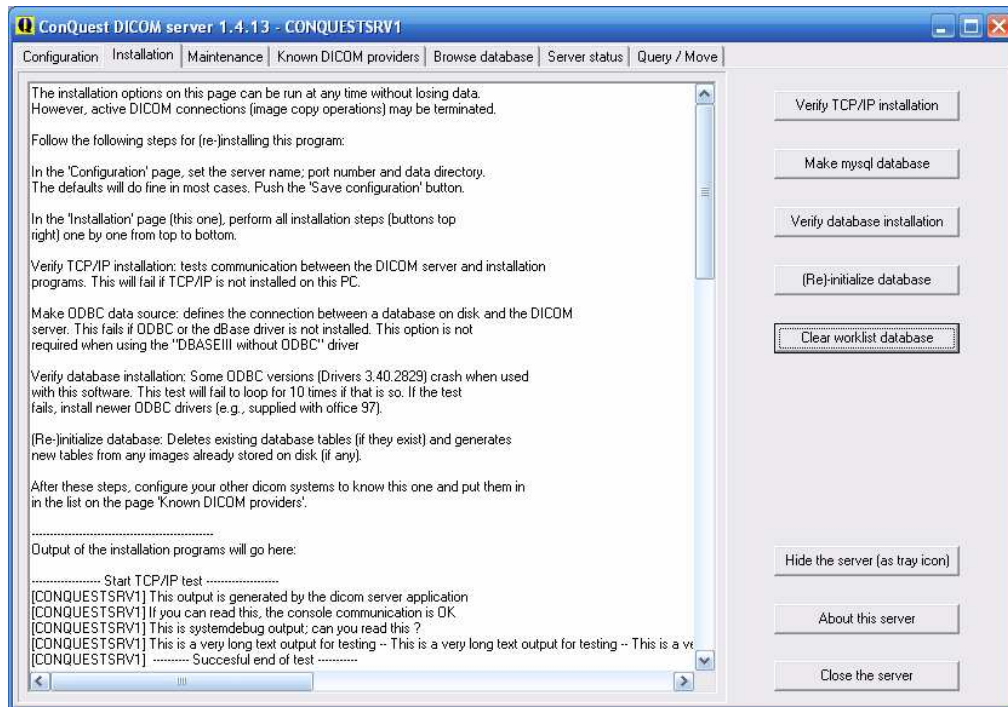 ConQuest DICOM server 1.4.13 - CONQUESTSRV1
Configuration Installation Maintenance Known DICOM providers Browse database Server status Query / Move
The installation options on this page can be run at any time without losing data.
However, active DICOM connections (image copy operations) may be terminated.
Follow the following steps for (re-)installing this program:
In the 'Configuration' page, set the server name; port number and data directory.
The defaults will do fine in most cases. Push the 'Save configuration' button.
In the 'Installation' page (this one), perform all installation steps (buttons top
right) one by one from top to bottom.
Verify TCP/IP installation: tests communication between the DICOM server and installation
programs. This will fail if TCP/IP is not installed on this PC.
Make ODBC data source: defines the connection between a database on disk and the DICOM
server. This fails if ODBC or the dBase driver is not installed. This option is not
required when using the "DBASEIII without ODBC" driver
Verify database installation: Some ODBC versions (Drivers 3.40.2829) crash when used
with this software. This test will fail to loop for 10 times if that is so. If the test
fails, install newer ODBC drivers (e.g., supplied with office 97).
(Re-)initialize database: Deletes existing database tables (if they exist) and generates
new tables from any images already stored on disk (if any).
After these steps, configure your other dicom systems to know this one and put them in
in the list on the page 'Known DICOM providers'.
------------------------------------------------
Output of the installation programs will go here:
------------------- Start TCP/IP test --------------------
[CONQUESTSRV1] This output is generated by the dicom server application
[CONQUESTSRV1] If you can read this, the console communication is OK
[CONQUESTSRV1] This is systemdebug output; can you read this ?
[CONQUESTSRV1] This is a very long text output for testing -- This is a very long text output for testing -- This is a ve
[CONQUESTSRV1] ---------- Succesful end of test -----------
Verify TCP/IP installation
Make mysql database
Verify database installation
(Re)-initialize database
Clear worklist database
Hide the server (as tray icon)
About this server
Close the server